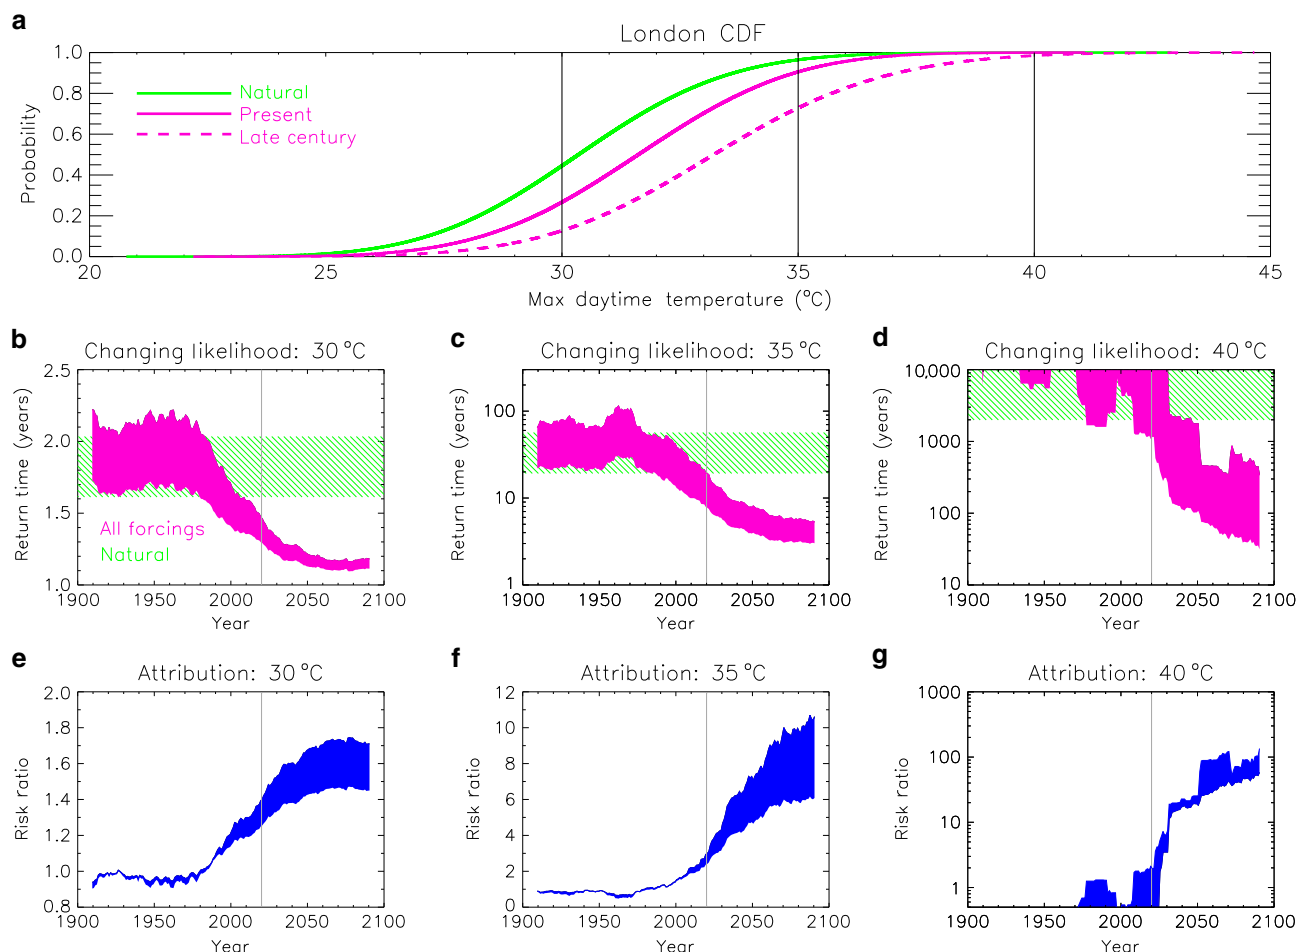 a
London CDF
Probability
1.0
0.8
0.6
0.4
0.2
0.0
Natural
Present
Late century
20 25 30 35 40 45
Max daytime temperature (°C)
b
Changing likelihood: 30 °C
Return time (years)
2.5
2.0
1.5
1.0
All forcings
Natural
1900 1950 2000 2050 2100
Year
c
Changing likelihood: 35 °C
Return time (years)
100
10
1
1900 1950 2000 2050 2100
Year
d
Changing likelihood: 40 °C
Return time (years)
10,000
1000
100
10
1900 1950 2000 2050 2100
Year
e
Attribution: 30 °C
Risk ratio
2.0
1.8
1.6
1.4
1.2
1.0
0.8
1900 1950 2000 2050 2100
Year
f
Attribution: 35 °C
Risk ratio
12
10
8
6
4
2
0
1900 1950 2000 2050 2100
Year
g
Attribution: 40 °C
Risk ratio
1000
100
10
1
1900 1950 2000 2050 2100
Year